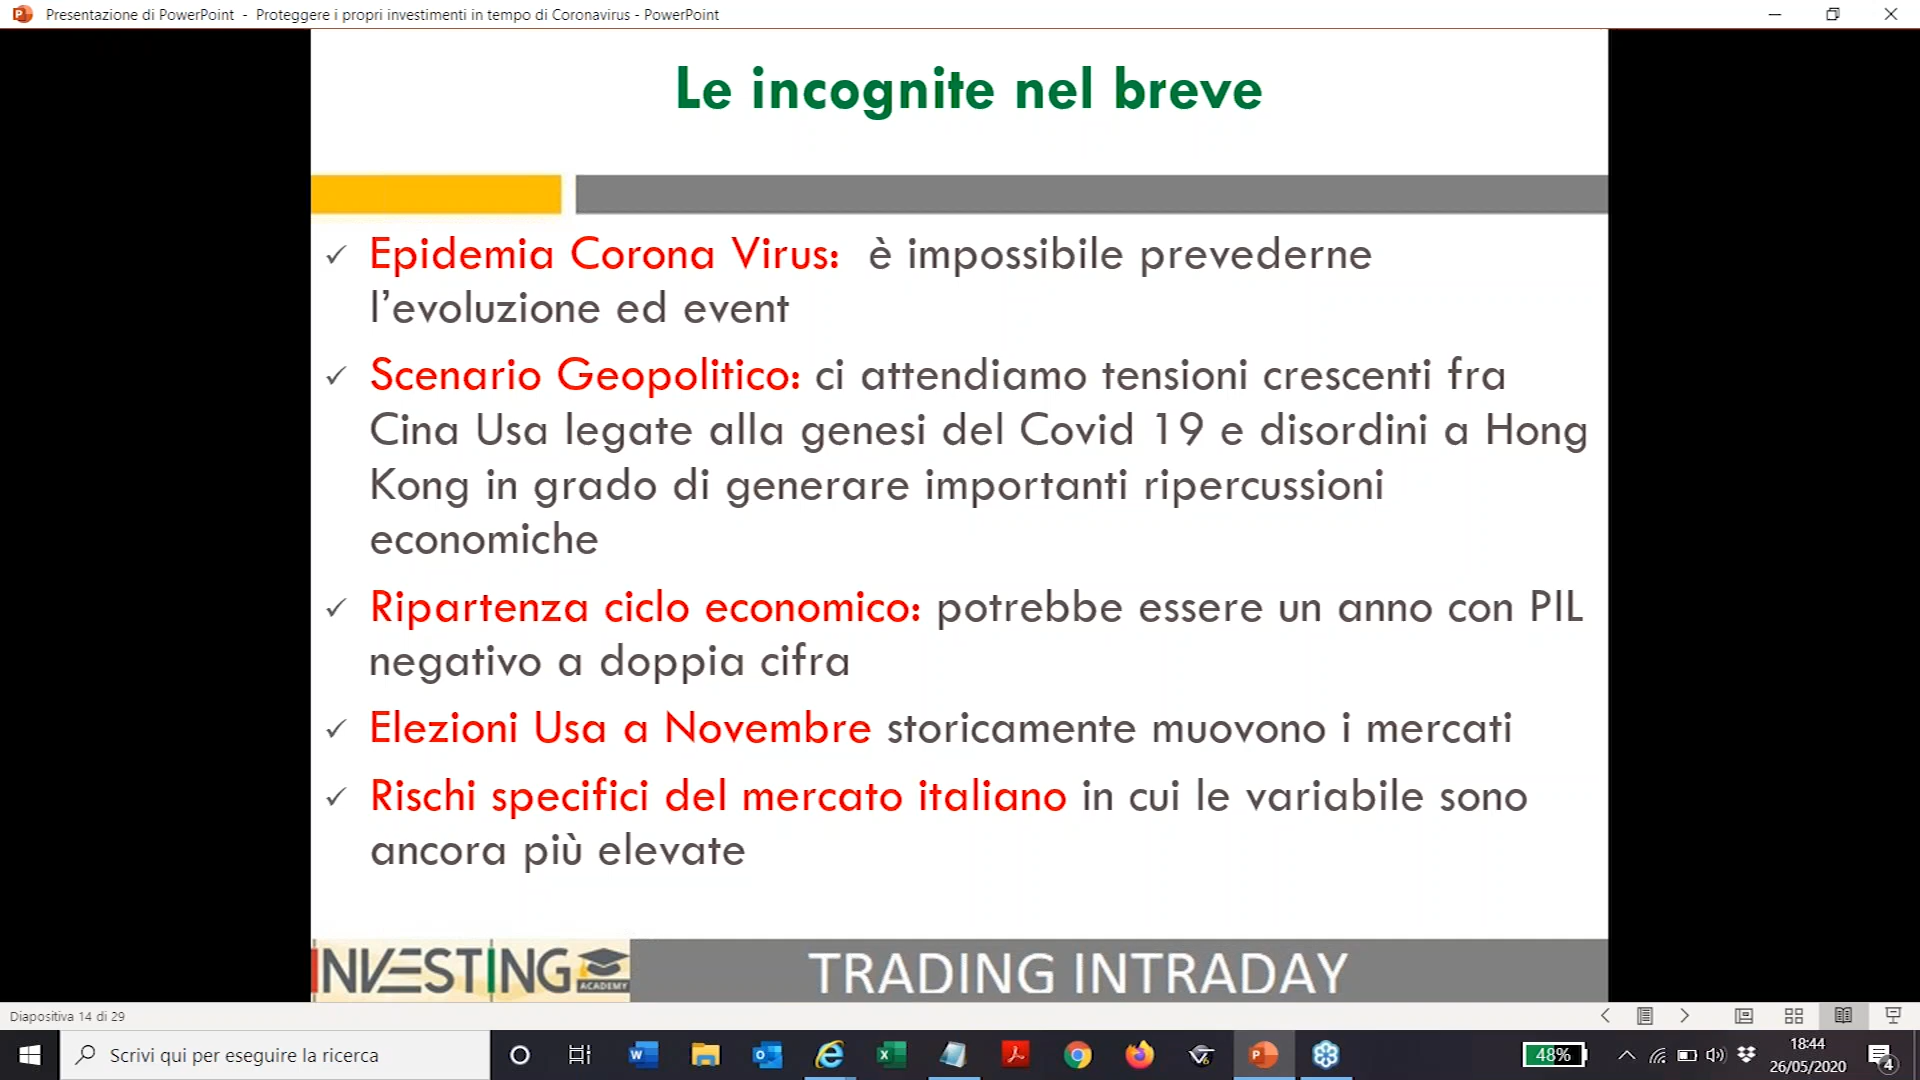 Presentazione di PowerPoint - Proteggere i propri investimenti in tempo di Coronavirus - PowerPoint
Le incognite nel breve
✓ Epidemia Corona Virus: è impossibile prevederne
l’evoluzione ed event
✓ Scenario Geopolitico: ci attendiamo tensioni crescenti fra
Cina Usa legate alla genesi del Covid 19 e disordini a Hong
Kong in grado di generare importanti ripercussioni
economiche
✓ Ripartenza ciclo economico: potrebbe essere un anno con PIL
negativo a doppia cifra
✓ Elezioni Usa a Novembre storicamente muovono i mercati
✓ Rischi specifici del mercato italiano in cui le variabile sono
ancora più elevate
INVESTING
ACADEMY
TRADING INTRADAY
Diapositiva 14 di 29
Scrivi qui per eseguire la ricerca
48%
18:44
26/05/2020
4